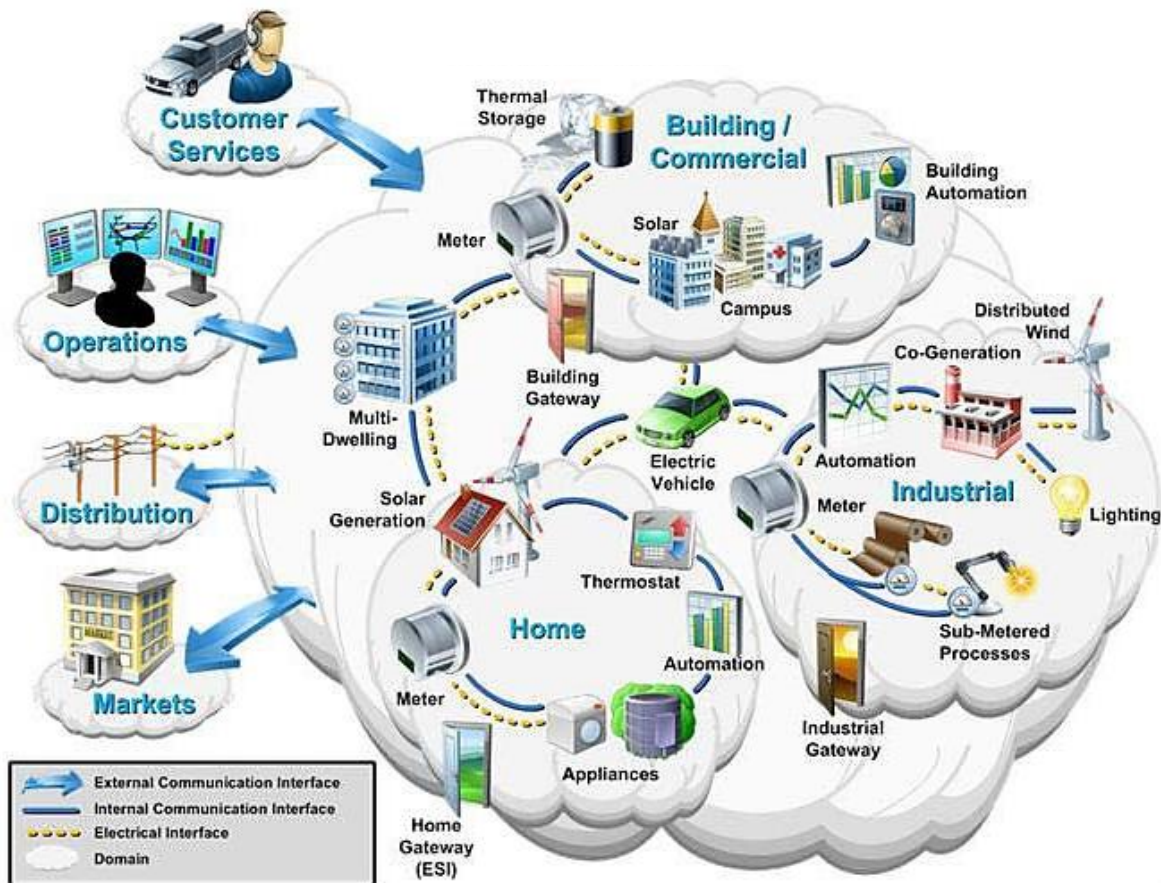 Customer
Services
Thermal
Storage
Building /
Commercial
Building
Automation
Meter
Solar
Campus
Operations
Multi-
Dwelling
Building
Gateway
Distributed
Wind
Co-Generation
Electric
Vehicle
Automation
Industrial
Meter
Lighting
Distribution
Solar
Generation
Thermostat
Sub-Metered
Processes
Home
Automation
Meter
MARKET
Markets
Appliances
Industrial
Gateway
Home
Gateway
(ESI)
External Communication Interface
Internal Communication Interface
Electrical Interface
Domain